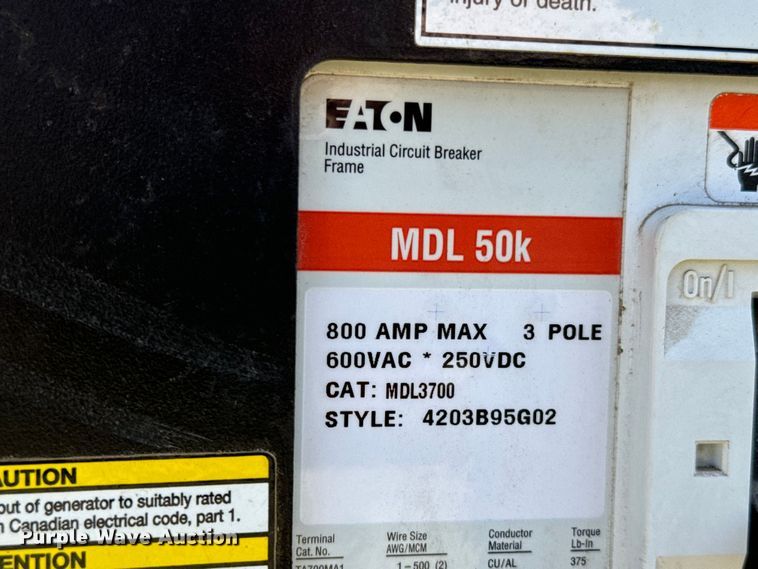 injury or death.
EATON
Industrial Circuit Breaker
Frame
MDL 50k
On/I
800 AMP MAX 3 POLE
600VAC * 250VDC
CAT: MDL3700
STYLE: 4203B95G02
AUTION
out of generator to suitably rated
n Canadian electrical code, part 1.
ENTION
Purple Wave Auction
Terminal Wire Size Conductor Torque
Cat. No. AWG/MCM Material Lb-In
TA700MA1 1-500 (2) CU/AL 375